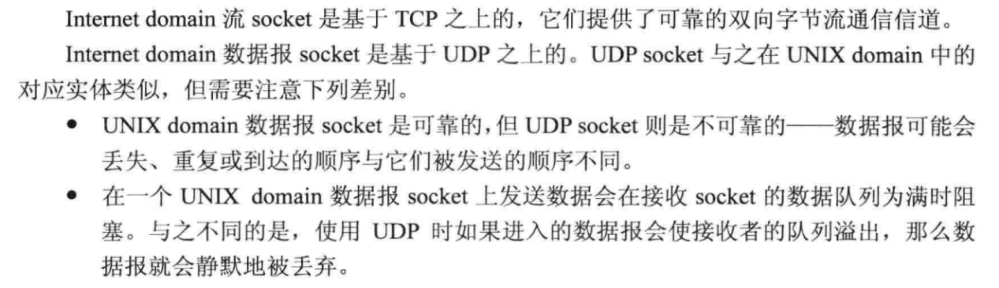 Internet domain 流 socket 是基于 TCP 之上的，它们提供了可靠的双向字节流通信信道。
Internet domain 数据报 socket 是基于 UDP 之上的。UDP socket 与之在 UNIX domain 中的
对应实体类似，但需要注意下列差别。
● UNIX domain 数据报 socket 是可靠的，但 UDP socket 则是不可靠的——数据报可能会
丢失、重复或到达的顺序与它们被发送的顺序不同。
● 在一个 UNIX domain 数据报 socket 上发送数据会在接收 socket 的数据队列为满时阻
塞。与之不同的是，使用 UDP 时如果进入的数据报会使接收者的队列溢出，那么数
据报就会静默地被丢弃。